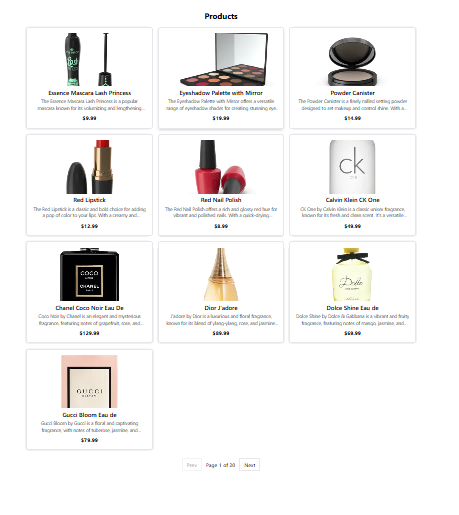 Products
Essence Mascara Lash Princess
The Essence Mascara Lash Princess is a popular
mascara known for its volumizing and lengthening...
$9.99
Eyeshadow Palette with Mirror
The Eyeshadow Palette with Mirror offers a versatile
range of eyeshadow shades for creating stunning eye...
$19.99
Powder Canister
The Powder Canister is a finely milled setting powder
designed to set makeup and control shine. With a...
$14.99
Red Lipstick
The Red Lipstick is a classic and bold choice for adding
a pop of color to your lips. With a creamy and...
$12.99
Red Nail Polish
The Red Nail Polish offers a rich and glossy red hue for
vibrant and polished nails. With a quick-drying...
$8.99
ck
Calvin Klein CK One
CK One by Calvin Klein is a classic unisex fragrance,
known for its fresh and clean scent. It's a versatile...
$49.99
COCO
CHANEL
Chanel Coco Noir Eau De
Coco Noir by Chanel is an elegant and mysterious
fragrance, featuring notes of grapefruit, rose, and...
$129.99
Dior J'adore
J'adore by Dior is a luxurious and floral fragrance,
known for its blend of ylang-ylang, rose, and jasmine...
$89.99
Dolce
Dolce Shine Eau de
Dolce Shine by Dolce & Gabbana is a vibrant and fruity
fragrance, featuring notes of mango, jasmine, and...
$69.99
GUCCI
Gucci Bloom Eau de
Gucci Bloom by Gucci is a floral and captivating
fragrance, with notes of tuberose, jasmine, and...
$79.99
Prev
Page 1 of 20
Next